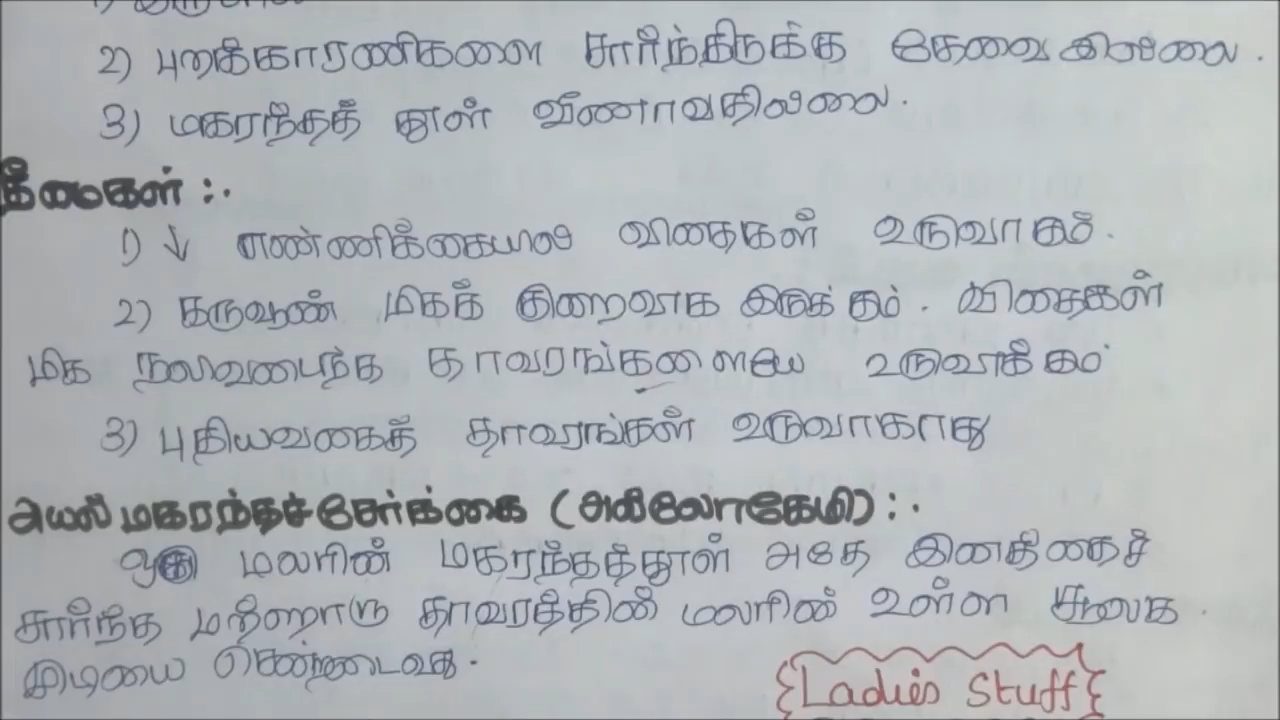 2) புறக்காரணிகளை சார்ந்திருக்க தேவை இல்லை.
3) மகரந்தத் தூள் வீணாவதில்லை.
தீமைகள் :.
1) ↓ எண்ணிக்கையில் விதைகள் உருவாகும்.
2) கருவூண் மிகக் குறைவாக இருக்கும். விதைகள்
மிக நலிவடைந்த தாவரங்களையே உருவாக்கும்
3) புதியவகைத் தாவரங்கள் உருவாகாது
அயல் மகரந்தச்சேர்க்கை (அல்லோகேமி) :.
ஒரு மலரின் மகரந்தத்தூள் அதே இனத்தைச்
சார்ந்த மற்றொரு தாவரத்தின் மலரின் உள்ள சூலக
முடியை சென்றடைவது.
{Ladies Stuff}